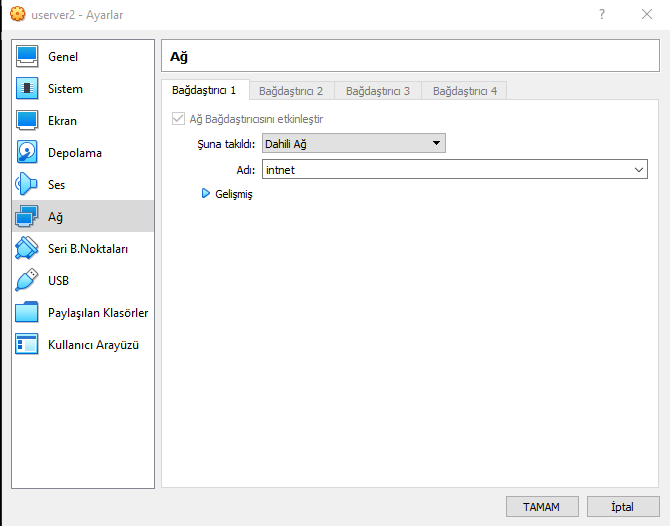 userver2 - Ayarlar
?
Genel
Sistem
Ekran
Depolama
Ses
Ağ
Seri B.Noktaları
USB
Paylaşılan Klasörler
Kullanıcı Arayüzü
Ağ
Bağdaştırıcı 1 Bağdaştırıcı 2 Bağdaştırıcı 3 Bağdaştırıcı 4
Ağ Bağdaştırıcısını etkinleştir
Şuna takıldı: Dahili Ağ
Adı: intnet
Gelişmiş
TAMAM İptal